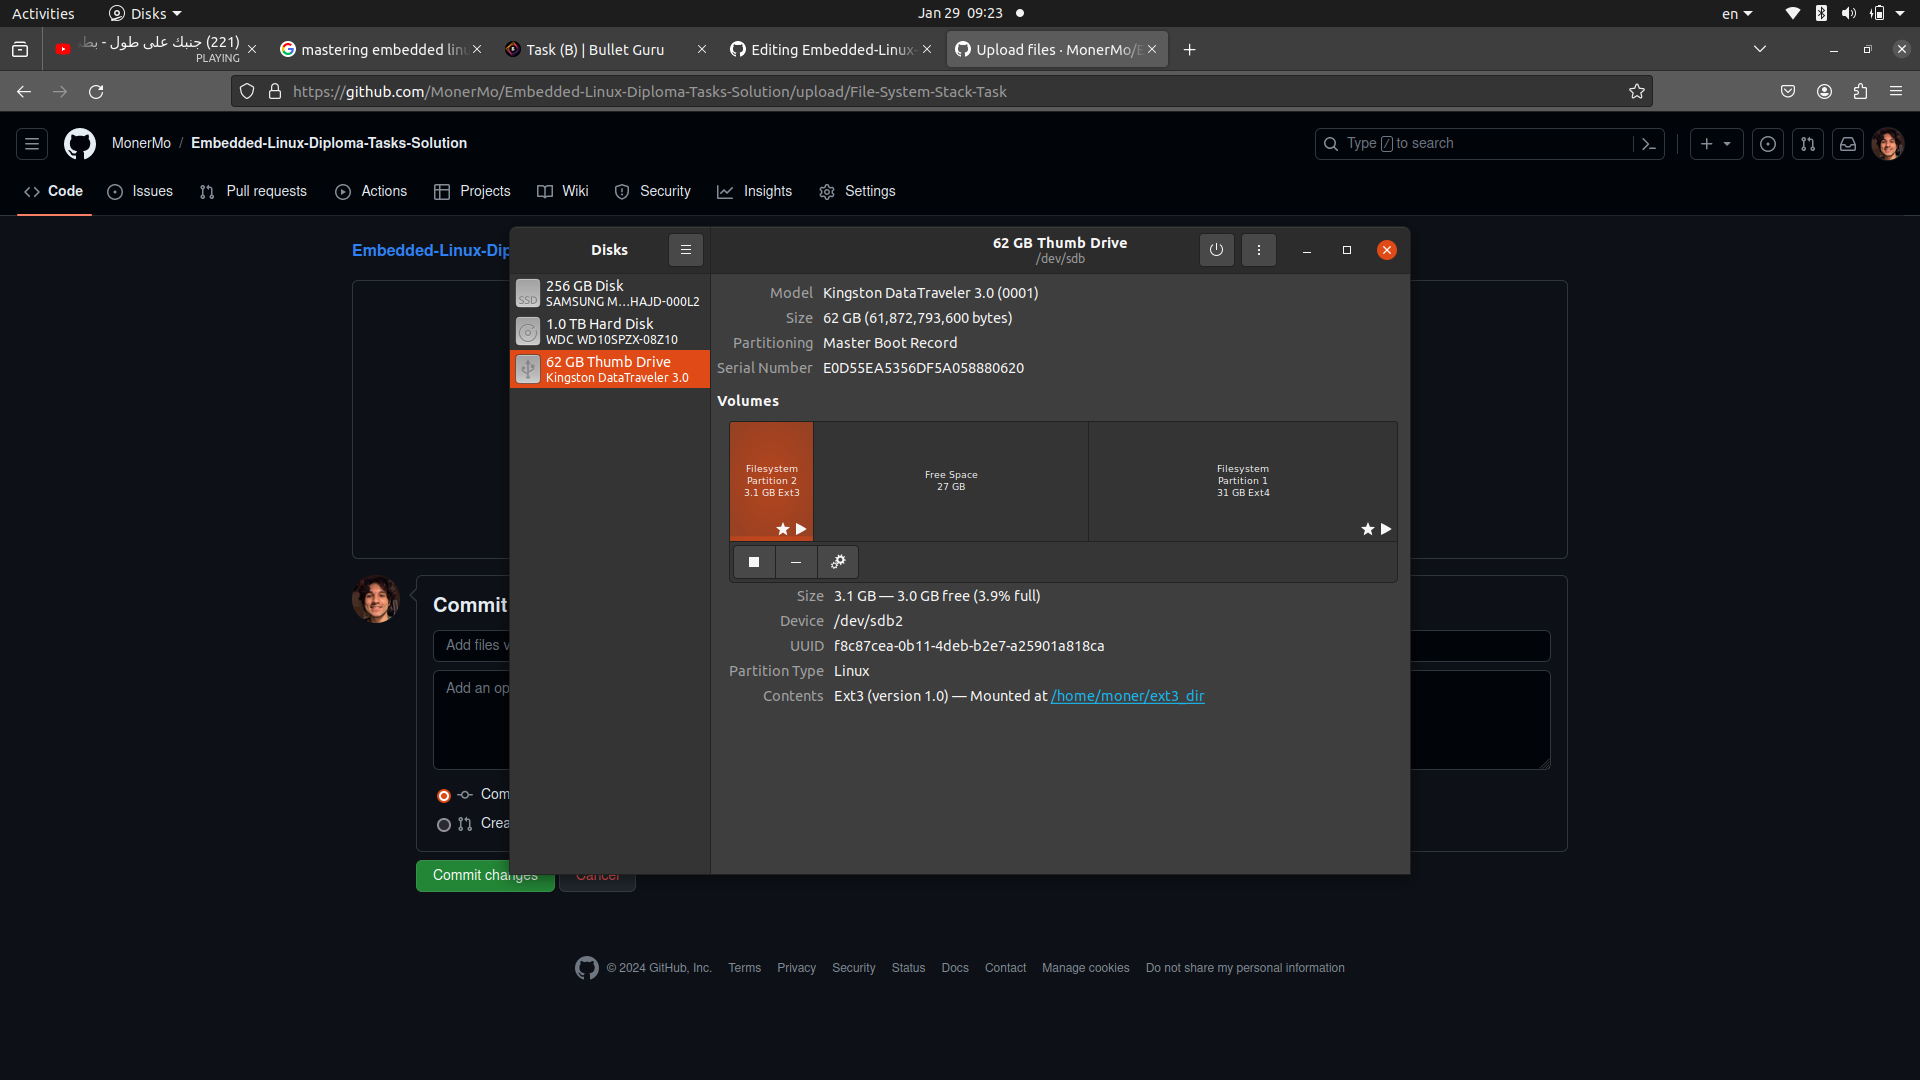 Activities
Disks
Jan 29 09:23
en
(221) جنبك على طول - بط
PLAYING
mastering embedded lin
Task (B) | Bullet Guru
Editing Embedded-Linux-
Upload files · MonerMo/E
https://github.com/MonerMo/Embedded-Linux-Diploma-Tasks-Solution/upload/File-System-Stack-Task
MonerMo / Embedded-Linux-Diploma-Tasks-Solution
Type / to search
Code
Issues
Pull requests
Actions
Projects
Wiki
Security
Insights
Settings
Embedded-Linux-Dip
Disks
62 GB Thumb Drive
/dev/sdb
SSD
256 GB Disk
SAMSUNG M...HAJD-000L2
1.0 TB Hard Disk
WDC WD10SPZX-08Z10
62 GB Thumb Drive
Kingston DataTraveler 3.0
Model Kingston DataTraveler 3.0 (0001)
Size 62 GB (61,872,793,600 bytes)
Partitioning Master Boot Record
Serial Number E0D55EA5356DF5A058880620
Volumes
Filesystem
Partition 2
3.1 GB Ext3
Free Space
27 GB
Filesystem
Partition 1
31 GB Ext4
Size 3.1 GB — 3.0 GB free (3.9% full)
Device /dev/sdb2
UUID f8c87cea-0b11-4deb-b2e7-a25901a818ca
Partition Type Linux
Contents Ext3 (version 1.0) — Mounted at /home/moner/ext3_dir
Commit
Add files v
Add an op
Com
Crea
Commit changes
Cancel
© 2024 GitHub, Inc.
Terms
Privacy
Security
Status
Docs
Contact
Manage cookies
Do not share my personal information